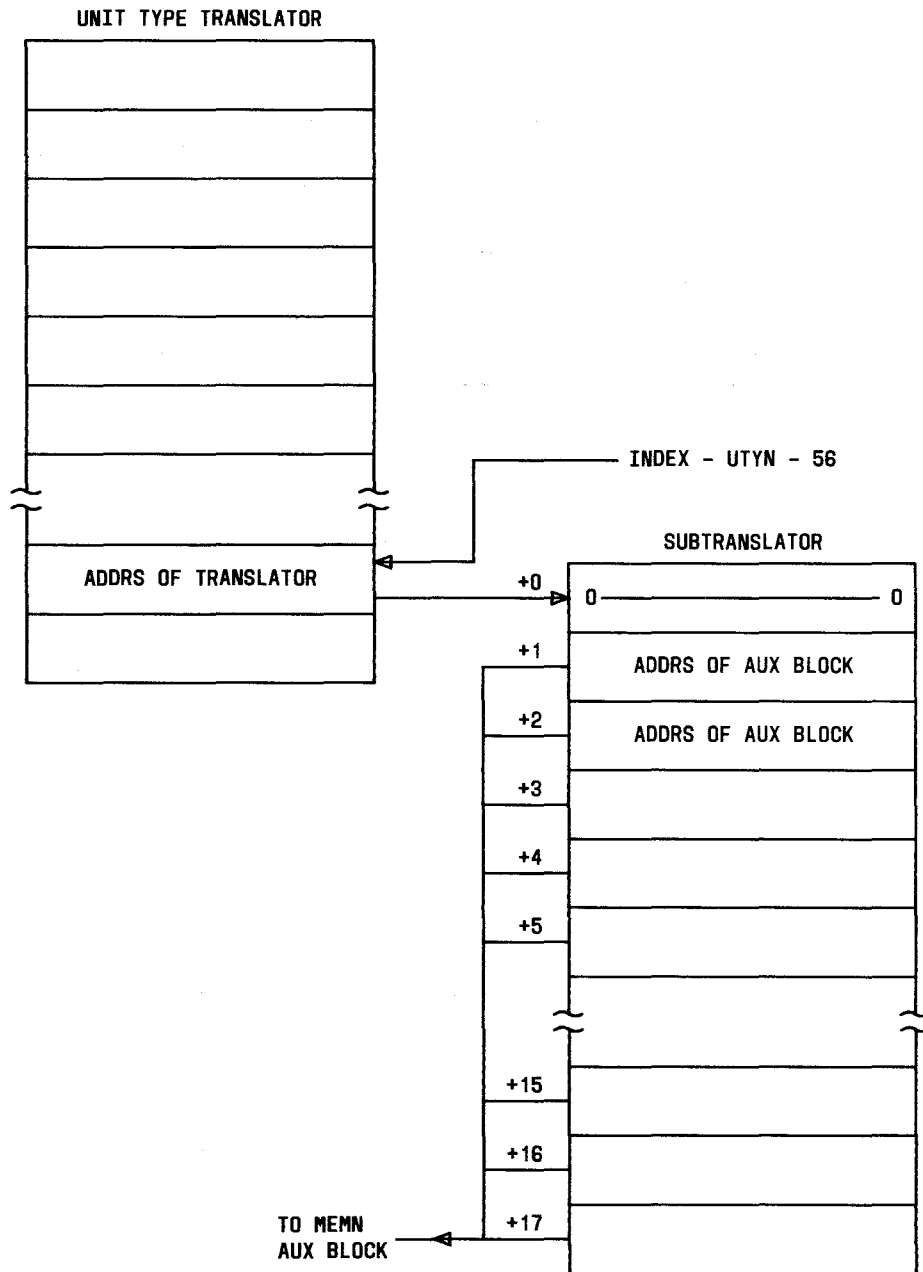 UNIT TYPE TRANSLATOR
INDEX - UTYN - 56
SUBTRANSLATOR
ADDRS OF TRANSLATOR
+0
0 0
+1
ADDRS OF AUX BLOCK
+2
ADDRS OF AUX BLOCK
+3
+4
+5
+15
+16
+17
TO MEMN
AUX BLOCK